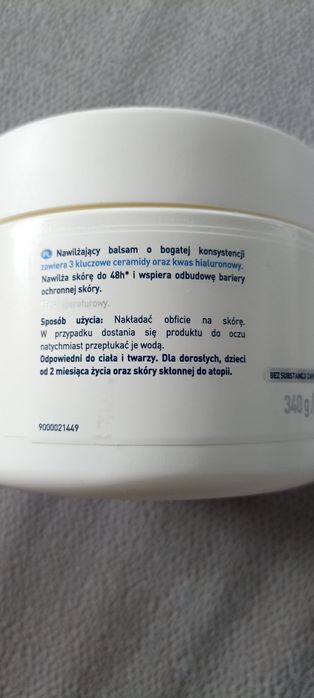 PL Nawilżający balsam o bogatej konsystencji
zawiera 3 kluczowe ceramidy oraz kwas hialuronowy.
Nawilża skórę do 48h* i wspiera odbudowę bariery
ochronnej skóry.
Sposób użycia: Nakładać obficie na skórę.
W przypadku dostania się produktu do oczu
natychmiast przepłukać je wodą.
Odpowiedni do ciała i twarzy. Dla dorosłych, dzieci
od 2 miesiąca życia oraz skóry skłonnej do atopii.
BEZ SUBSTANCJI
340 g/
9000021449